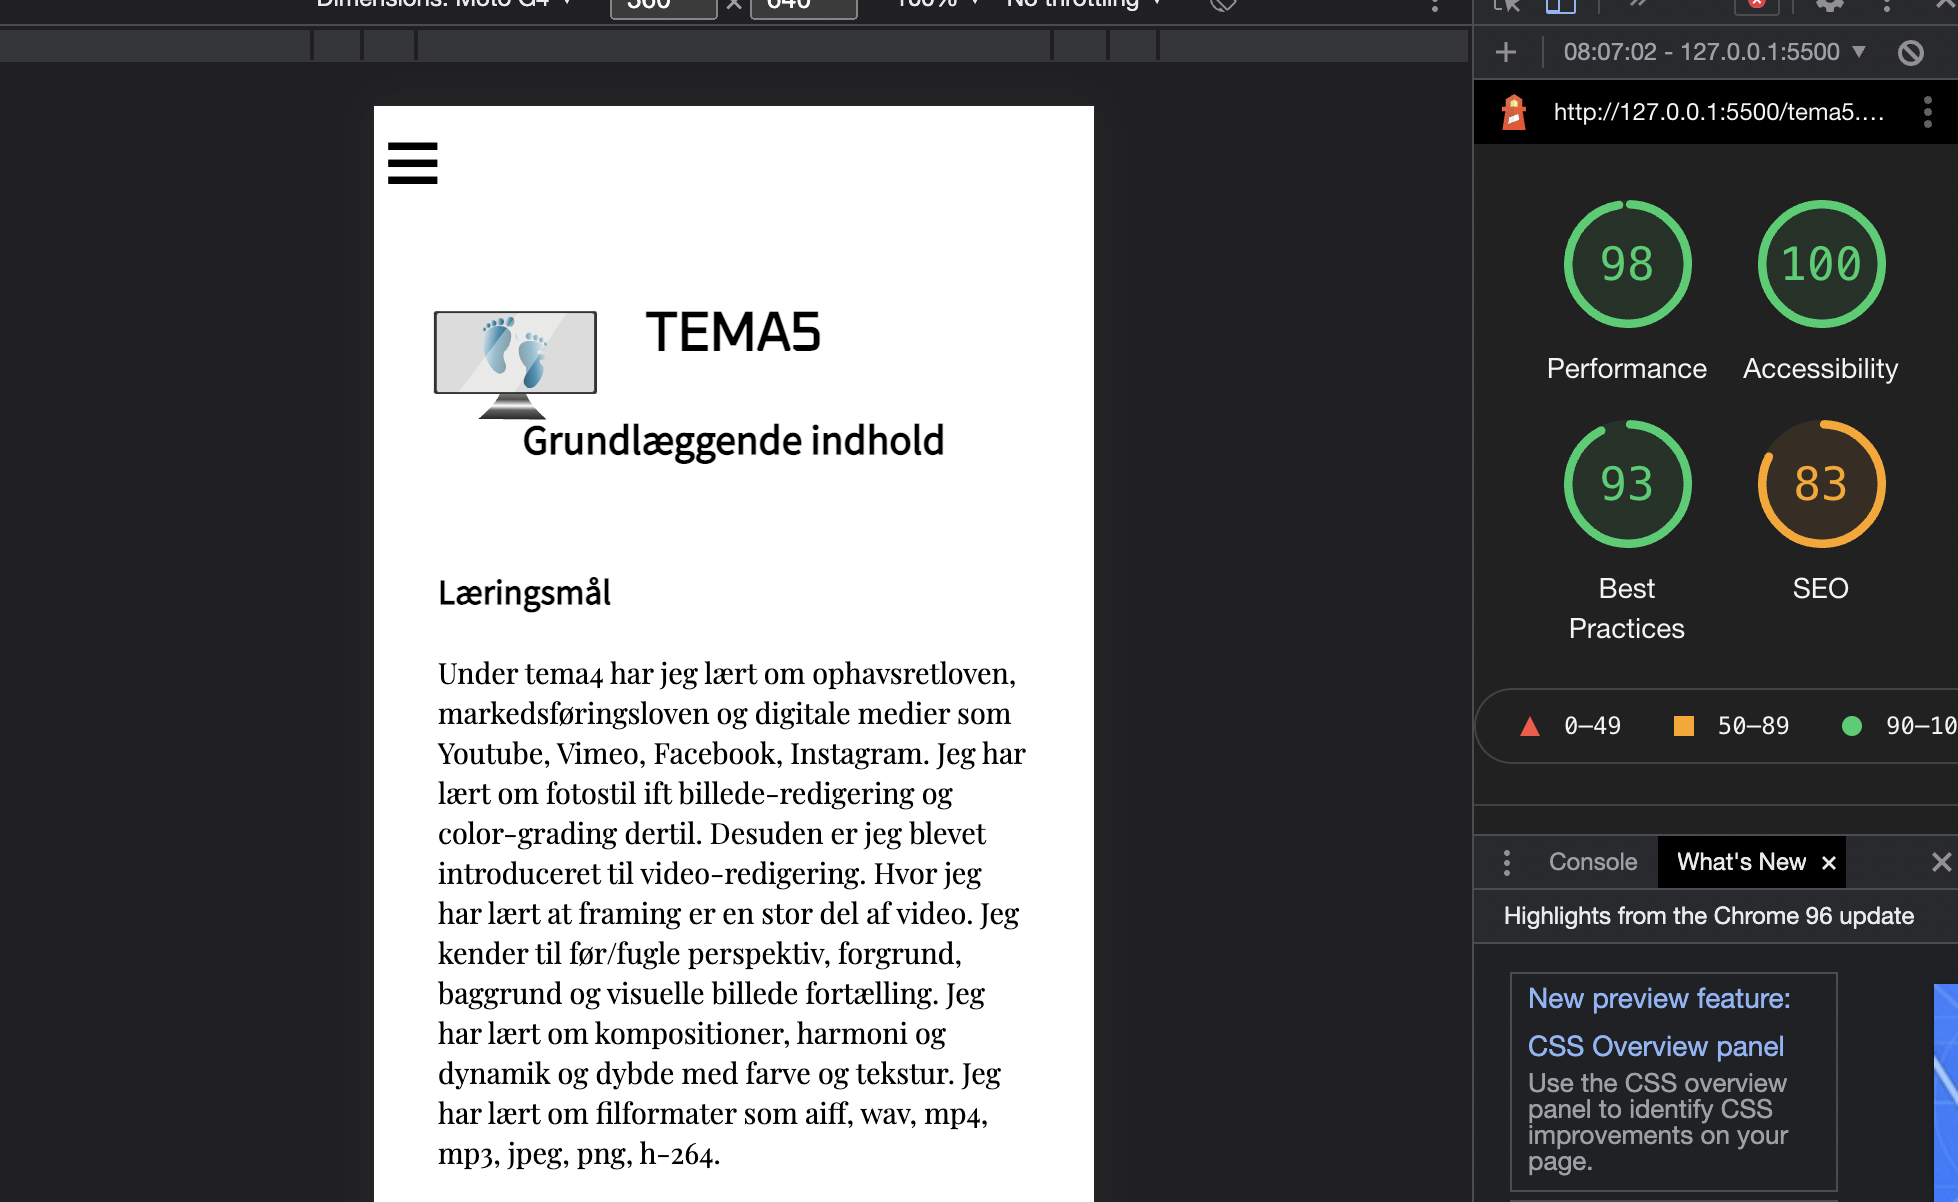 Dimensions: Moto G4 ▼ 360 × 640 100% ▼ No throttling ▼
08:07:02 - 127.0.0.1:5500 ▼
http://127.0.0.1:5500/tema5....
98
100
Performance
Accessibility
93
83
Best
Practices
SEO
0–49
50–89
90–10
Console
What's New ×
Highlights from the Chrome 96 update
New preview feature:
CSS Overview panel
Use the CSS overview
panel to identify CSS
improvements on your
page.
TEMA5
Grundlæggende indhold
Læringsmål
Under tema4 har jeg lært om ophavsretloven,
markedsføringsloven og digitale medier som
Youtube, Vimeo, Facebook, Instagram. Jeg har
lært om fotostil ift billede-redigering og
color-grading dertil. Desuden er jeg blevet
introduceret til video-redigering. Hvor jeg
har lært at framing er en stor del af video. Jeg
kender til før/fugle perspektiv, forgrund,
baggrund og visuelle billede fortælling. Jeg
har lært om kompositioner, harmoni og
dynamik og dybde med farve og tekstur. Jeg
har lært om filformater som aiff, wav, mp4,
mp3, jpeg, png, h-264.